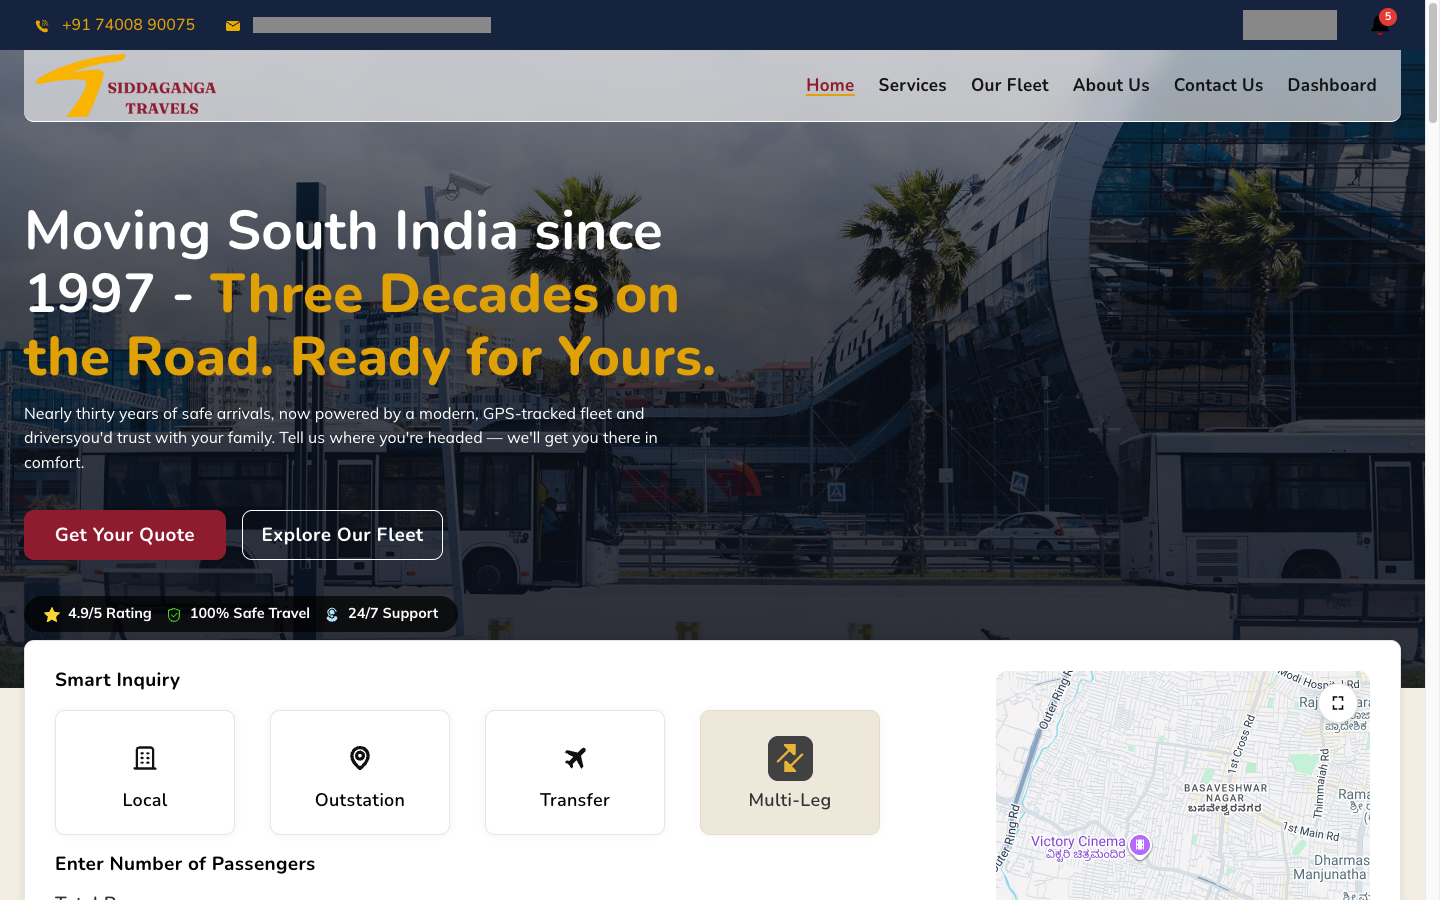 +91 74008 90075
5
SIDDAGANGA
TRAVELS
Home Services Our Fleet About Us Contact Us Dashboard
Moving South India since
1997 - Three Decades on
the Road. Ready for Yours.
Nearly thirty years of safe arrivals, now powered by a modern, GPS-tracked fleet and
driversyou'd trust with your family. Tell us where you're headed — we'll get you there in
comfort.
Get Your Quote Explore Our Fleet
4.9/5 Rating 100% Safe Travel 24/7 Support
Smart Inquiry
Local Outstation Transfer Multi-Leg
Enter Number of Passengers
Outer Ring R
Modi Hospital Rd
1st Cross Rd
BASAVESHWAR
NAGAR
ಬಸವೇಶ್ವರನಗರ
Thimmaiah Rd
1st Main Rd
Outer Ring Rd
Victory Cinema
ವಿಕ್ಟರಿ ಚಿತ್ರಮಂದಿರ
Dharmas
Manjunatha